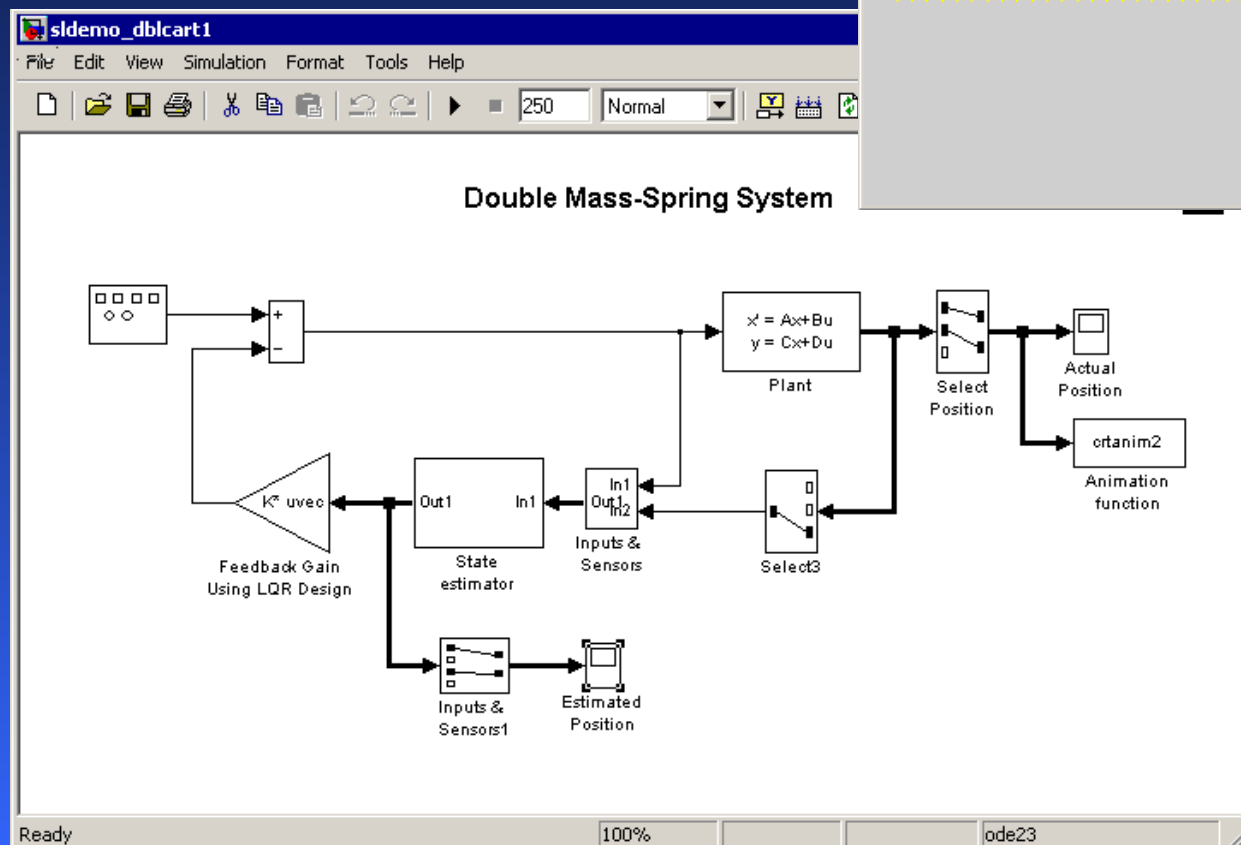 sldemo_dblcart1
File Edit View Simulation Format Tools Help
250 Normal
Double Mass-Spring System
+
−
x' = Ax+Bu
y = Cx+Du
Plant
Select
Position
Actual
Position
crtanim2
Animation
function
K* uvec
Feedback Gain
Using LQR Design
Out1 In1
State
estimator
In1
Out1
In2
Inputs &
Sensors
Select3
Inputs &
Sensors1
Estimated
Position
Ready 100% ode23